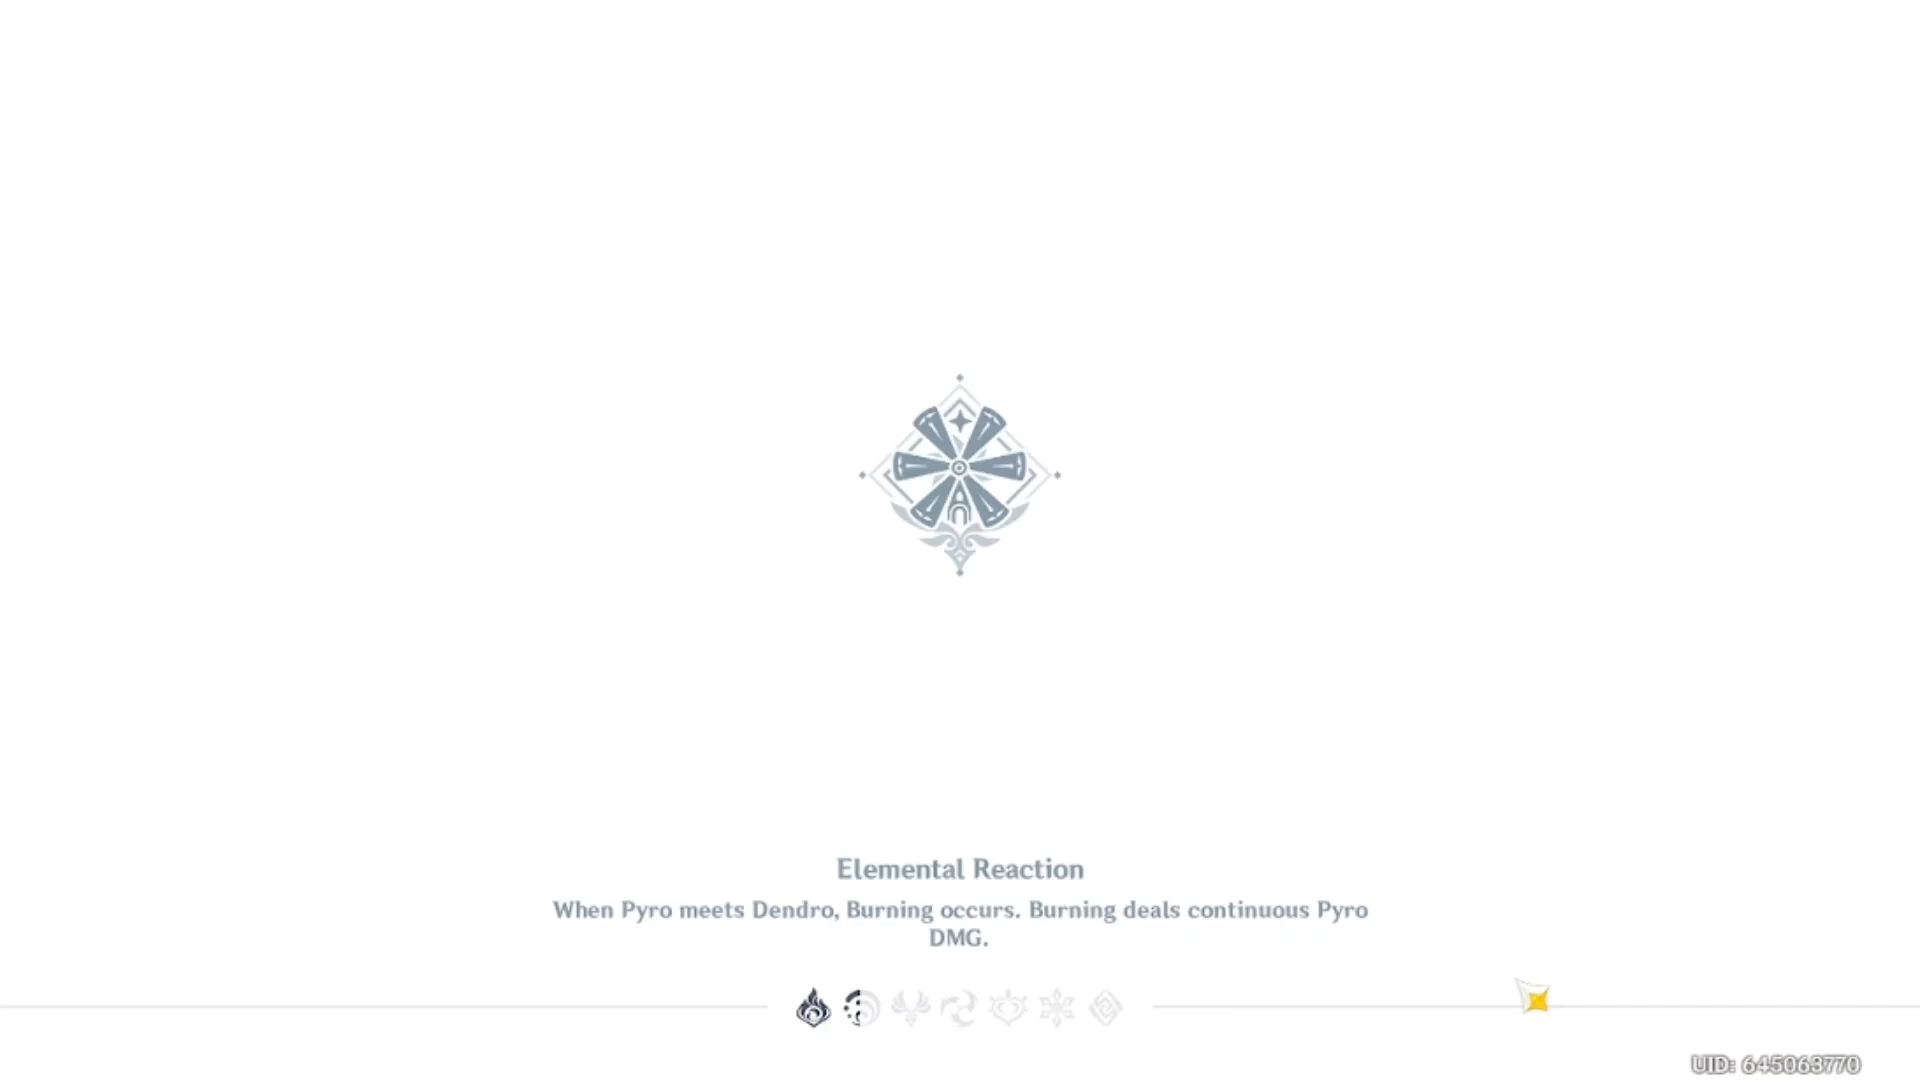 Elemental Reaction
When Pyro meets Dendro, Burning occurs. Burning deals continuous Pyro
DMG.
UID: 645063770